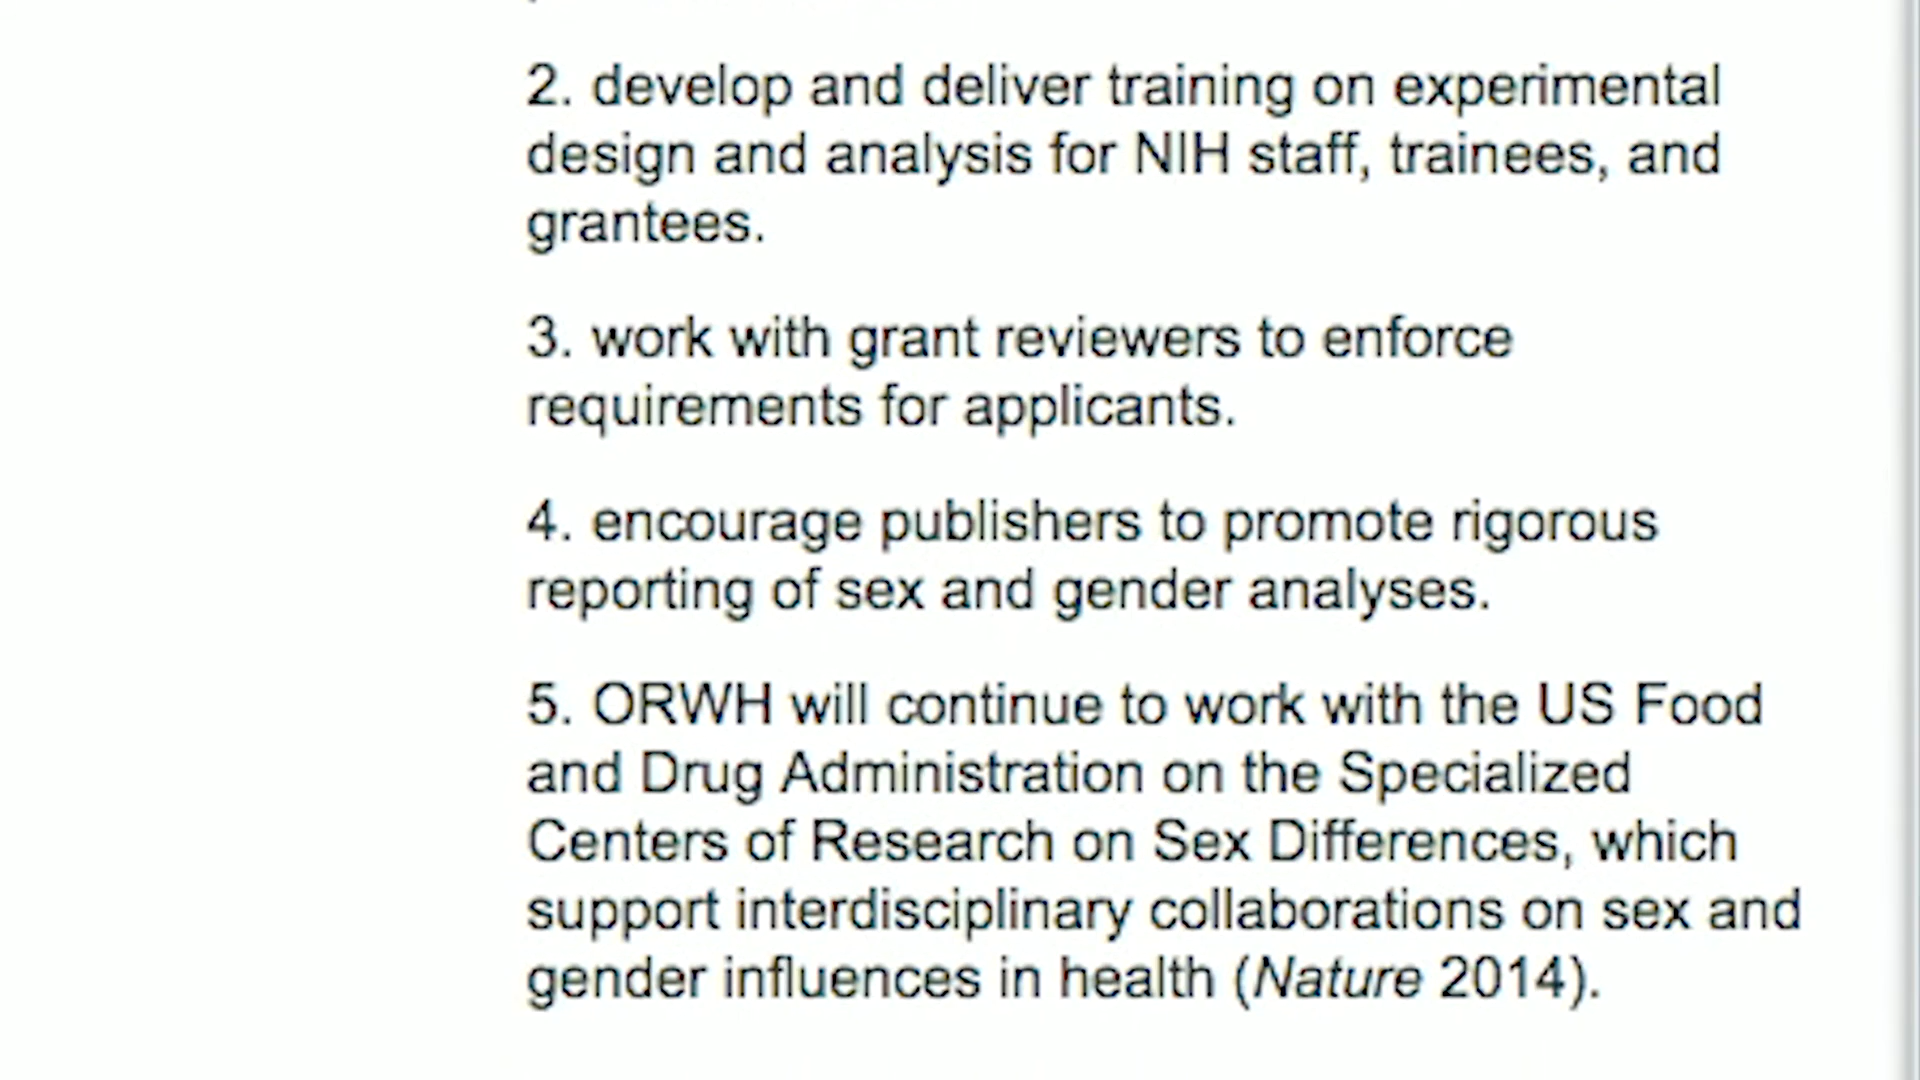 2. develop and deliver training on experimental
design and analysis for NIH staff, trainees, and
grantees.
3. work with grant reviewers to enforce
requirements for applicants.
4. encourage publishers to promote rigorous
reporting of sex and gender analyses.
5. ORWH will continue to work with the US Food
and Drug Administration on the Specialized
Centers of Research on Sex Differences, which
support interdisciplinary collaborations on sex and
gender influences in health (Nature 2014).